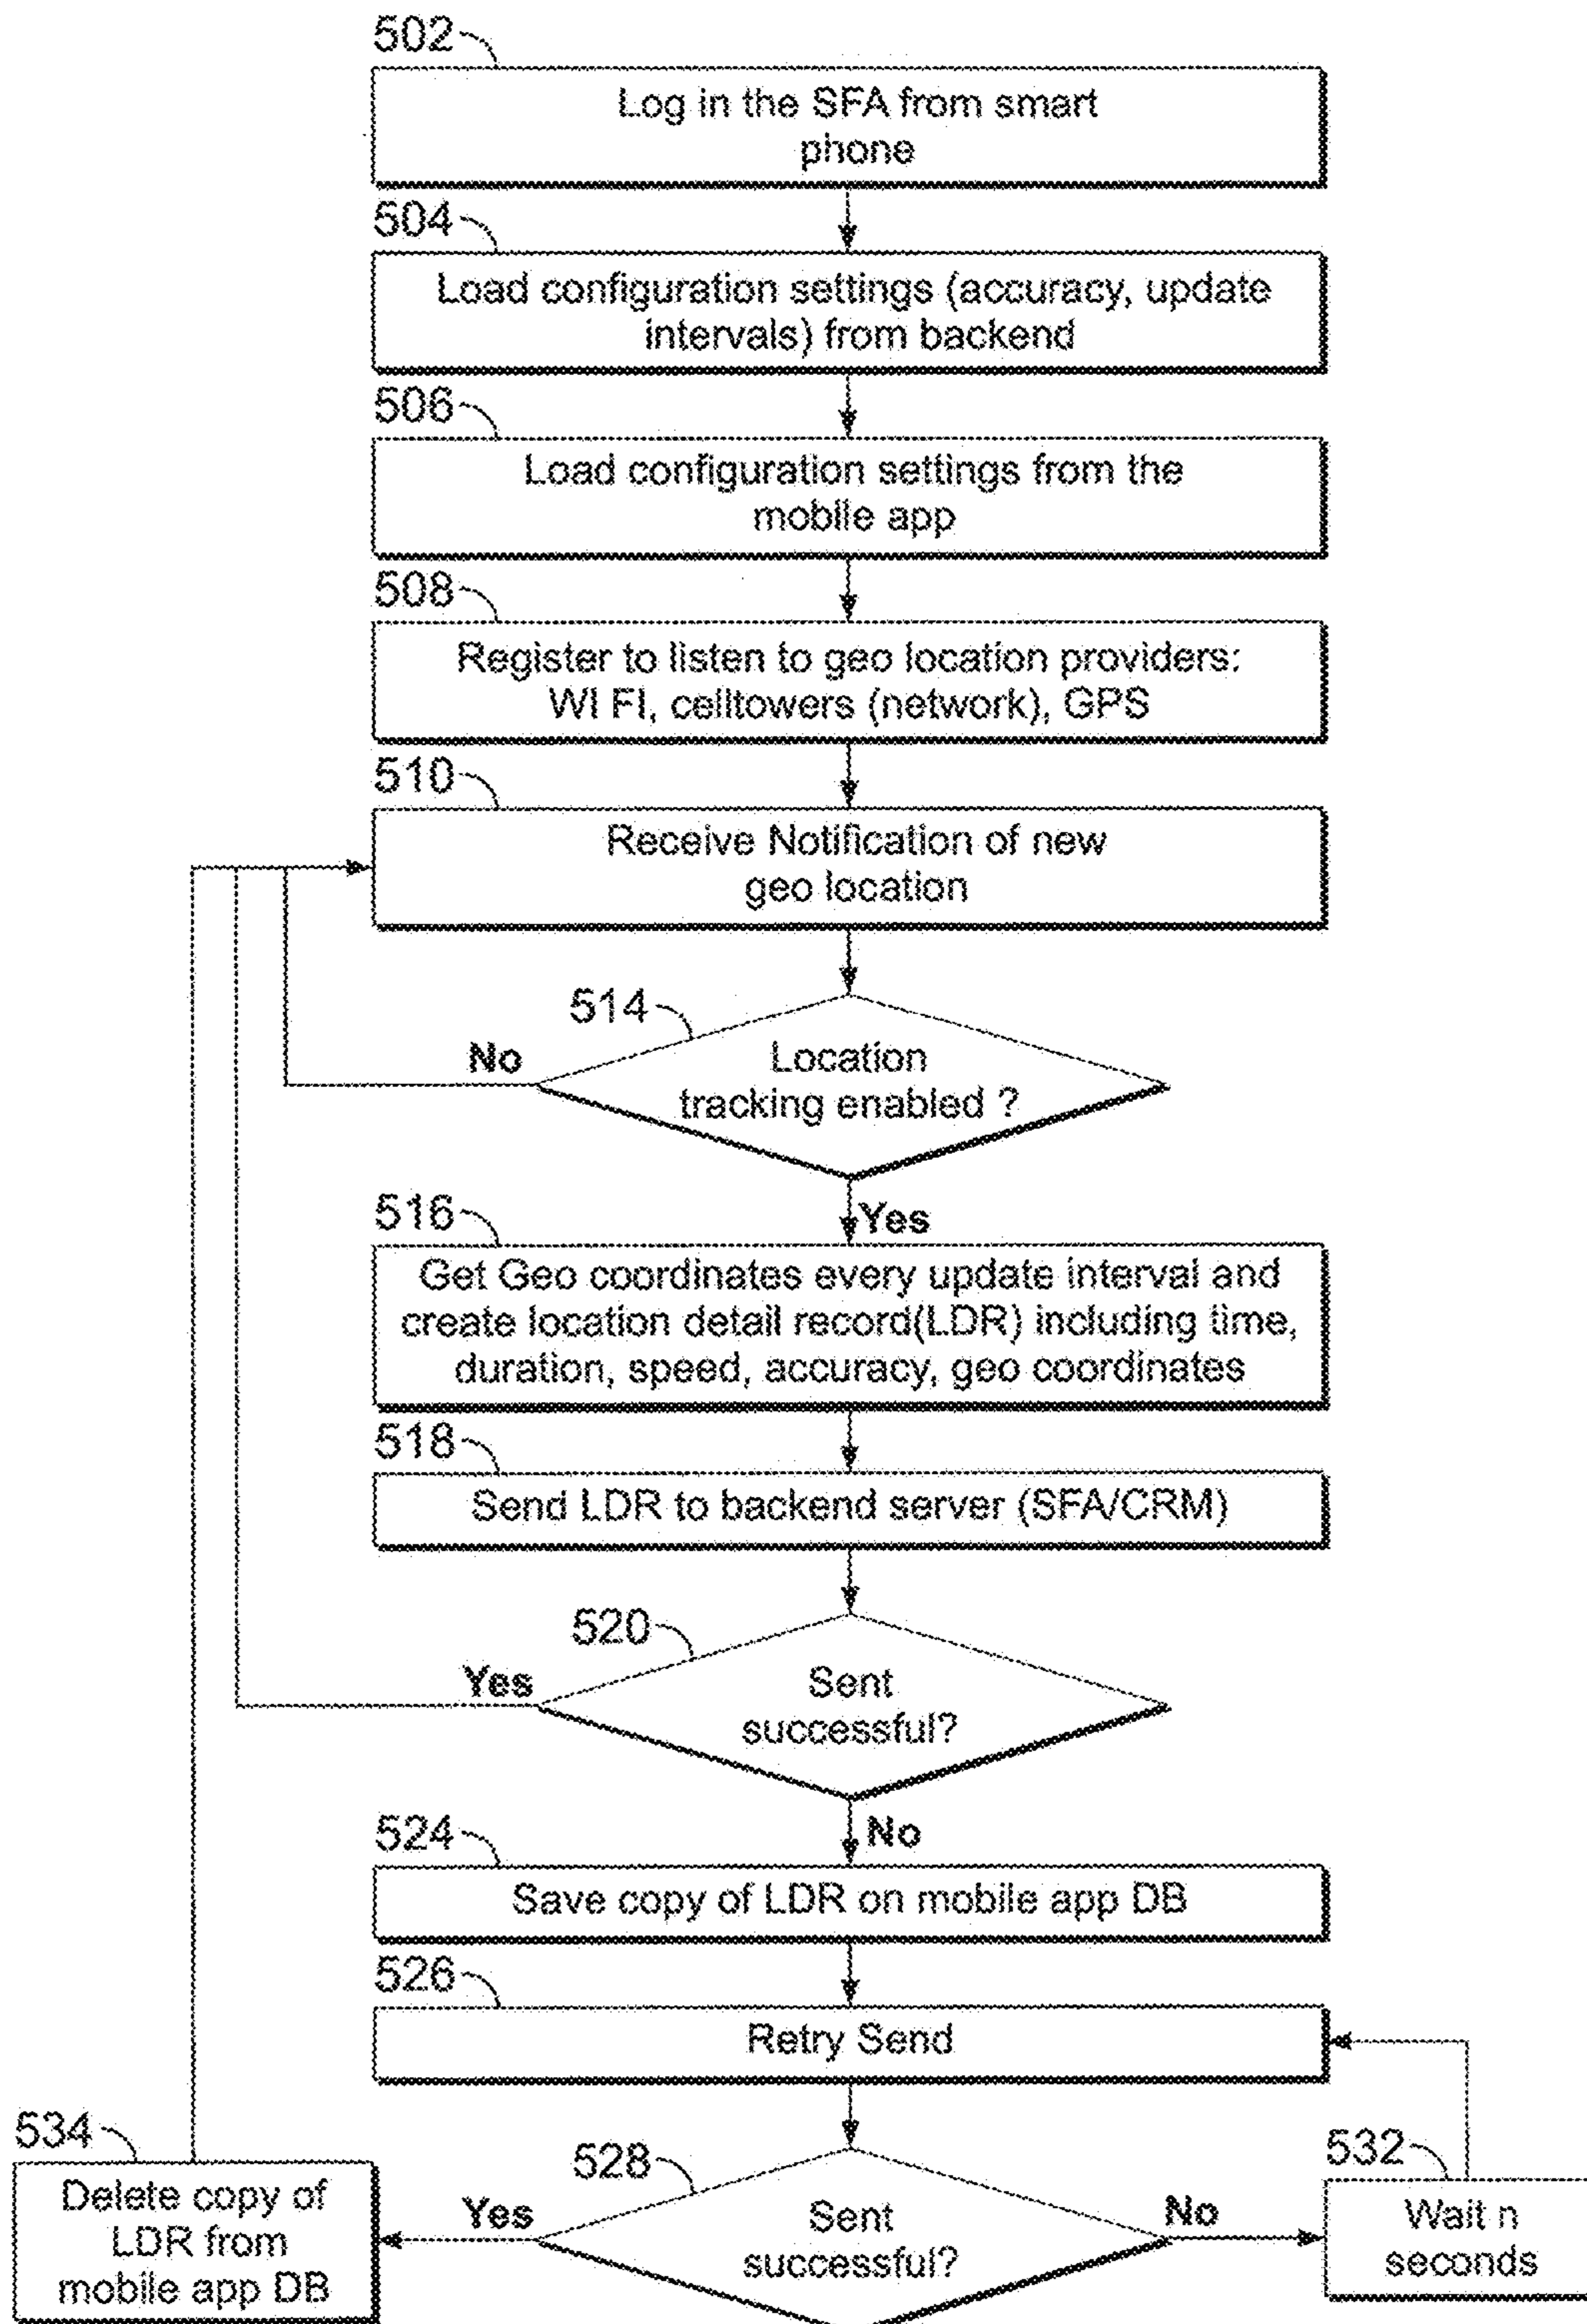 502
Log in the SFA from smart
phone
504
Load configuration settings (accuracy, update
intervals) from backend
506
Load configuration settings from the
mobile app
508
Register to listen to geo location providers:
WI FI, celltowers (network), GPS
510
Receive Notification of new
geo location
514
No
Location
tracking enabled ?
Yes
516
Get Geo coordinates every update interval and
create location detail record(LDR) including time,
duration, speed, accuracy, geo coordinates
518
Send LDR to backend server (SFA/CRM)
520
Yes
Sent
successful?
No
524
Save copy of LDR on mobile app DB
526
Retry Send
534
Delete copy of
LDR from
mobile app DB
528
Yes
Sent
successful?
No
532
Wait n
seconds